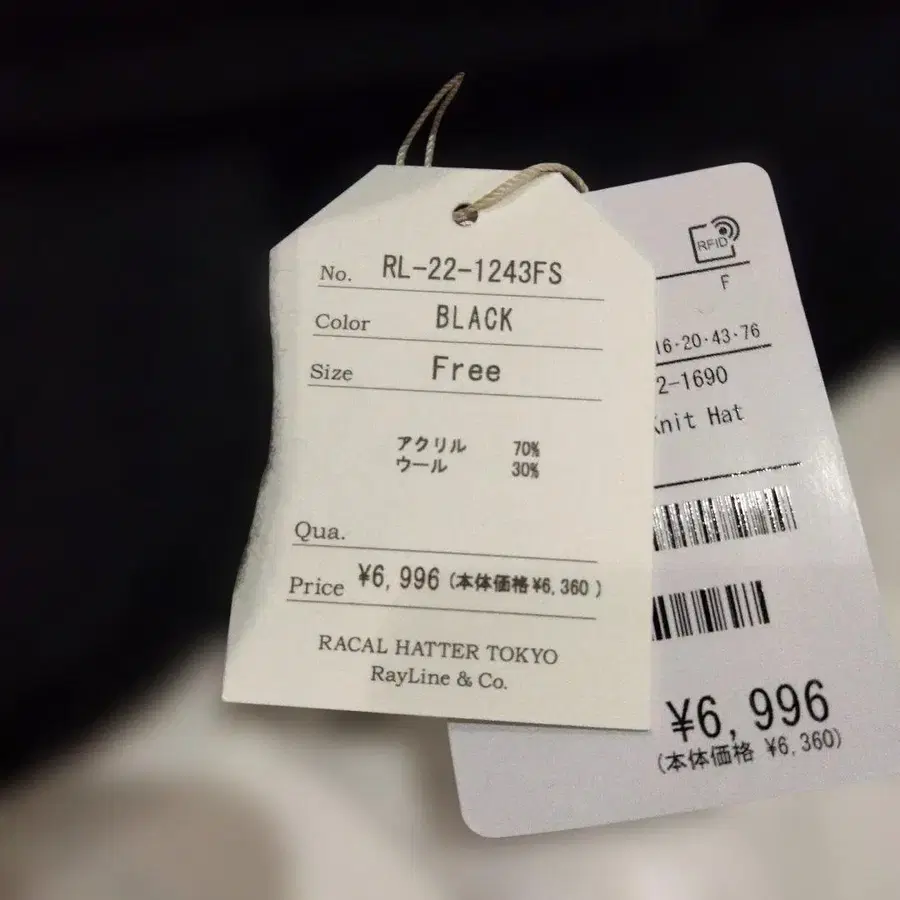 No. RL-22-1243FS
Color BLACK
Size Free
アクリル 70%
ウール 30%
Qua.
Price ¥6,996 (本体価格¥6,360 )
RACAL HATTER TOKYO
RayLine & Co.
RFID
F
16・20・43・76
2-1690
Knit Hat
¥6,996
(本体価格 ¥6,360)